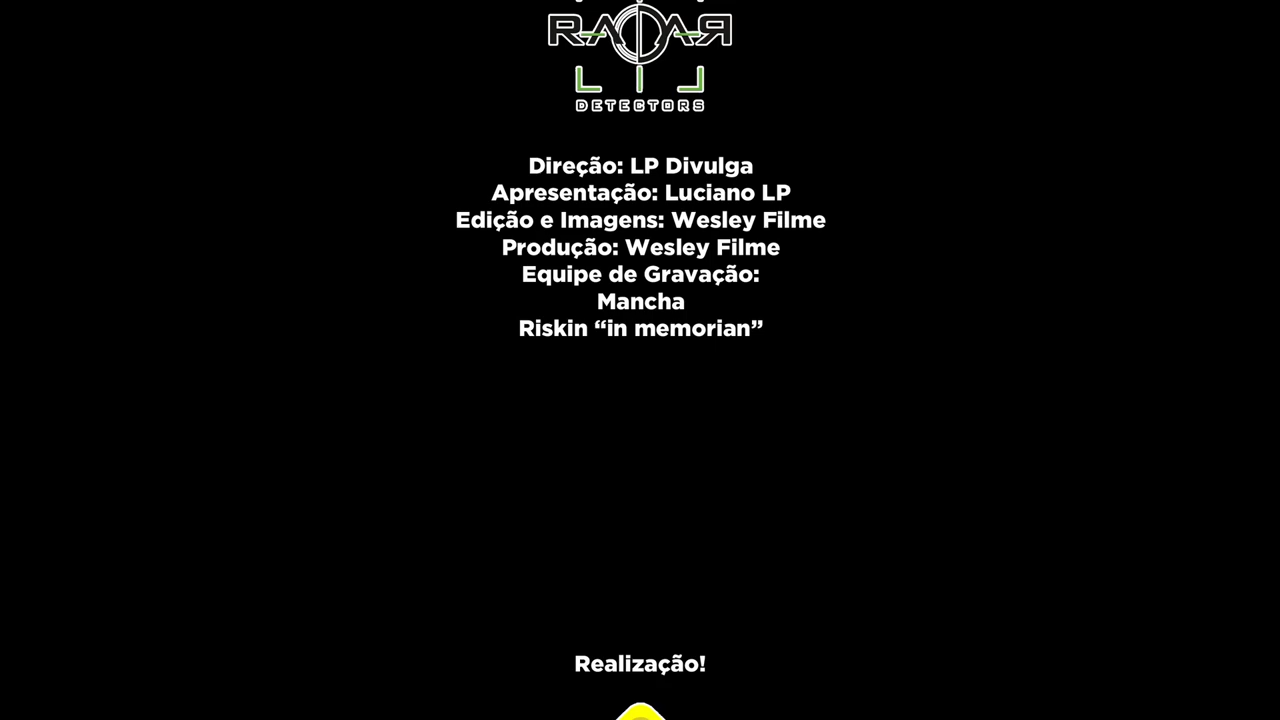 RADAR
DETECTORS
Direção: LP Divulga
Apresentação: Luciano LP
Edição e Imagens: Wesley Filme
Produção: Wesley Filme
Equipe de Gravação:
Mancha
Riskin “in memorian”
Realização!